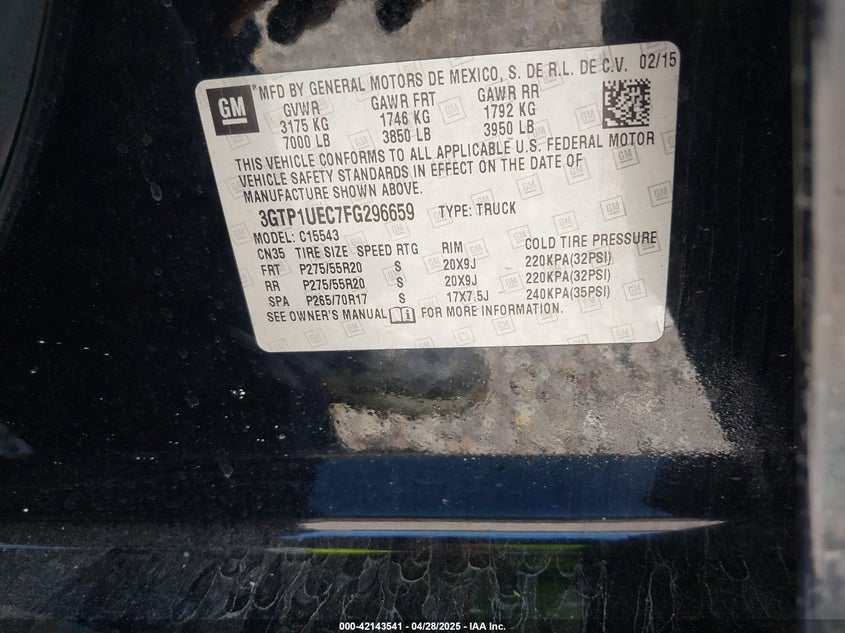 GM
® MFD BY GENERAL MOTORS DE MEXICO, S. DE R.L. DE C.V. 02/15
GVWR GAWR FRT GAWR RR
3175 KG 1746 KG 1792 KG
7000 LB 3850 LB 3950 LB
THIS VEHICLE CONFORMS TO ALL APPLICABLE U.S. FEDERAL MOTOR
VEHICLE SAFETY STANDARDS IN EFFECT ON THE DATE OF
MANUFACTURE SHOWN ABOVE.
3GTP1UEC7FG296659 TYPE: TRUCK
MODEL: C15543
CN35 TIRE SIZE SPEED RTG RIM COLD TIRE PRESSURE
FRT P275/55R20 S 20X9J 220KPA(32PSI)
RR P275/55R20 S 20X9J 220KPA(32PSI)
SPA P265/70R17 S 17X7.5J 240KPA(35PSI)
SEE OWNER'S MANUAL FOR MORE INFORMATION.
000-42143541 - 04/28/2025 - IAA Inc.